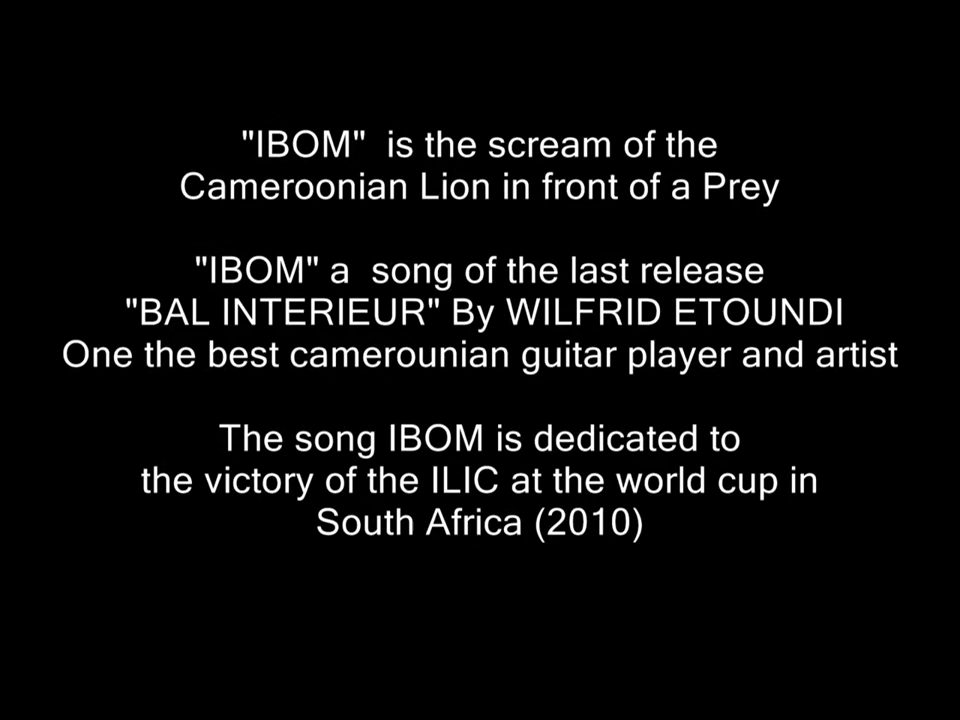 "IBOM"  is the scream of the
Cameroonian Lion in front of a Prey
"IBOM" a  song of the last release
"BAL INTERIEUR" By WILFRID ETOUNDI
One the best camerounian guitar player and artist
The song IBOM is dedicated to
the victory of the ILIC at the world cup in
South Africa (2010)